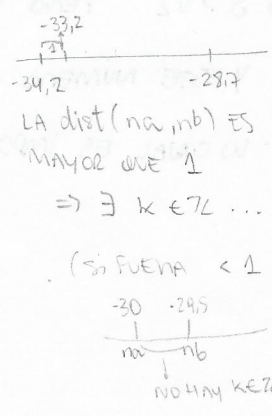 -33,2
1
-34,2 -28,7
LA dist(na, nb) ES
MAYOR QUE 1
=> ∃ k ∈ ℤ ...
(si FUERA < 1
-30 -29,5
na nb
NO HAY k ∈ ℤ